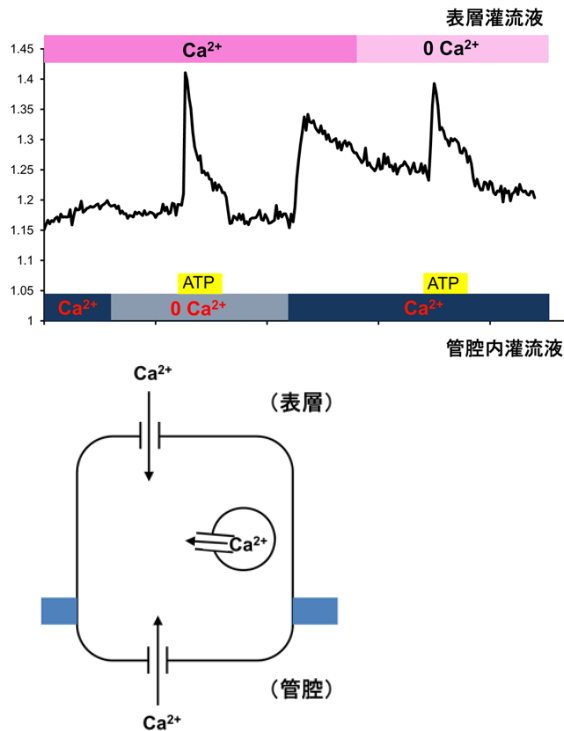 表層灌流液
Ca²⁺ 0 Ca²⁺
1.45
1.4
1.35
1.3
1.25
1.2
1.15
1.1
1.05
1
ATP ATP
Ca²⁺ 0 Ca²⁺ Ca²⁺
管腔内灌流液
Ca²⁺
（表層）
Ca²⁺
（管腔）
Ca²⁺